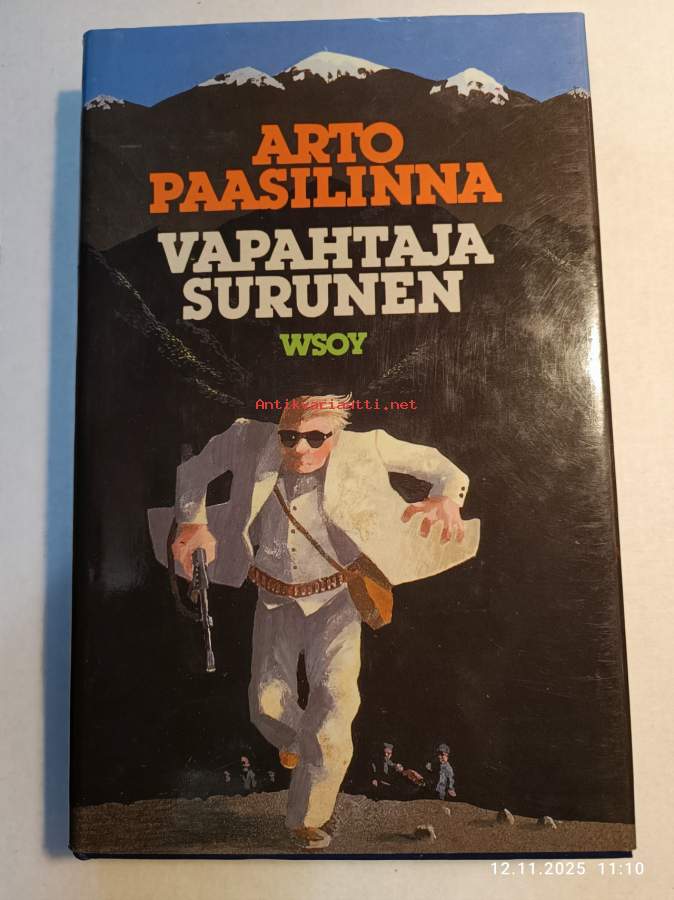 ARTO
PAASILINNA
VAPAHTAJA
SURUNEN
WSOY
Antikvariaatti.net
12.11.2025 11:10